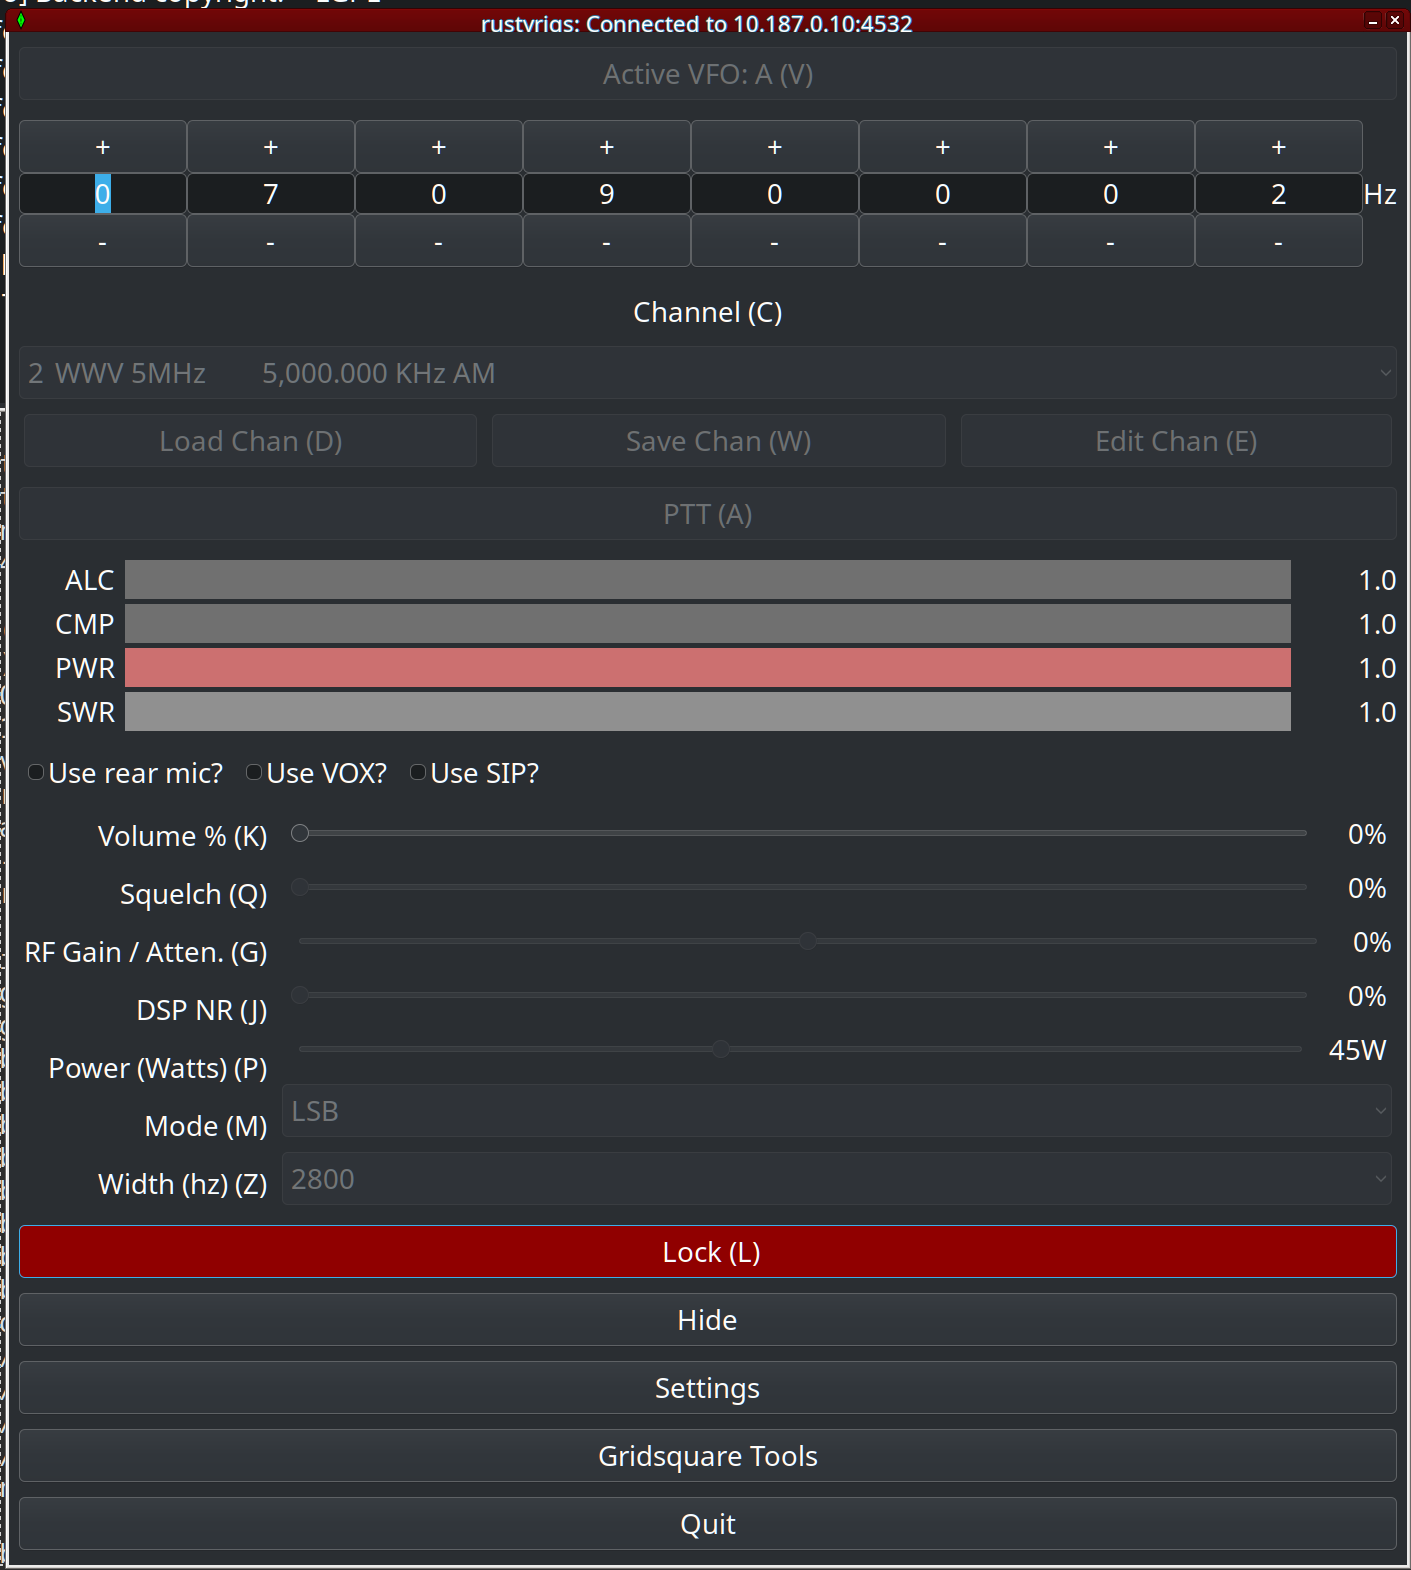 rustyrigs: Connected to 10.187.0.10:4532
Active VFO: A (V)
+ + + + + + + +
0 7 0 9 0 0 0 2 Hz
- - - - - - - -
Channel (C)
2 WWV 5MHz 5,000.000 KHz AM
Load Chan (D) Save Chan (W) Edit Chan (E)
PTT (A)
ALC 1.0
CMP 1.0
PWR 1.0
SWR 1.0
Use rear mic? Use VOX? Use SIP?
Volume % (K) 0%
Squelch (Q) 0%
RF Gain / Atten. (G) 0%
DSP NR (J) 0%
Power (Watts) (P) 45W
Mode (M) LSB
Width (hz) (Z) 2800
Lock (L)
Hide
Settings
Gridsquare Tools
Quit